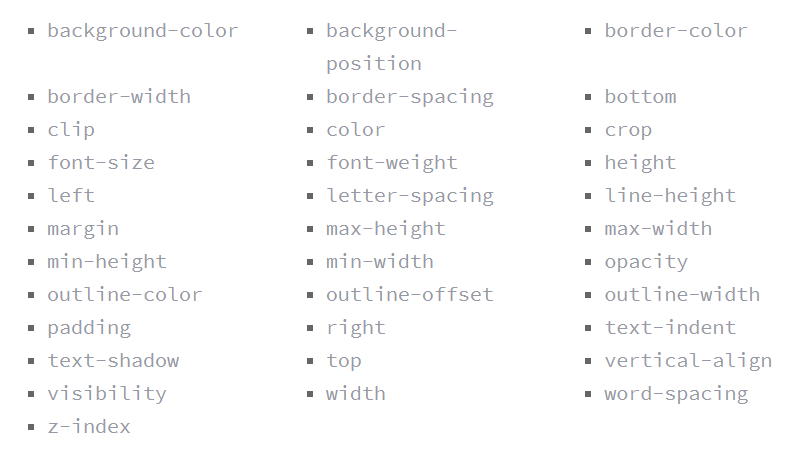 background-color
background-
position
border-color
border-width
border-spacing
bottom
clip
color
crop
font-size
font-weight
height
left
letter-spacing
line-height
margin
max-height
max-width
min-height
min-width
opacity
outline-color
outline-offset
outline-width
padding
right
text-indent
text-shadow
top
vertical-align
visibility
width
word-spacing
z-index